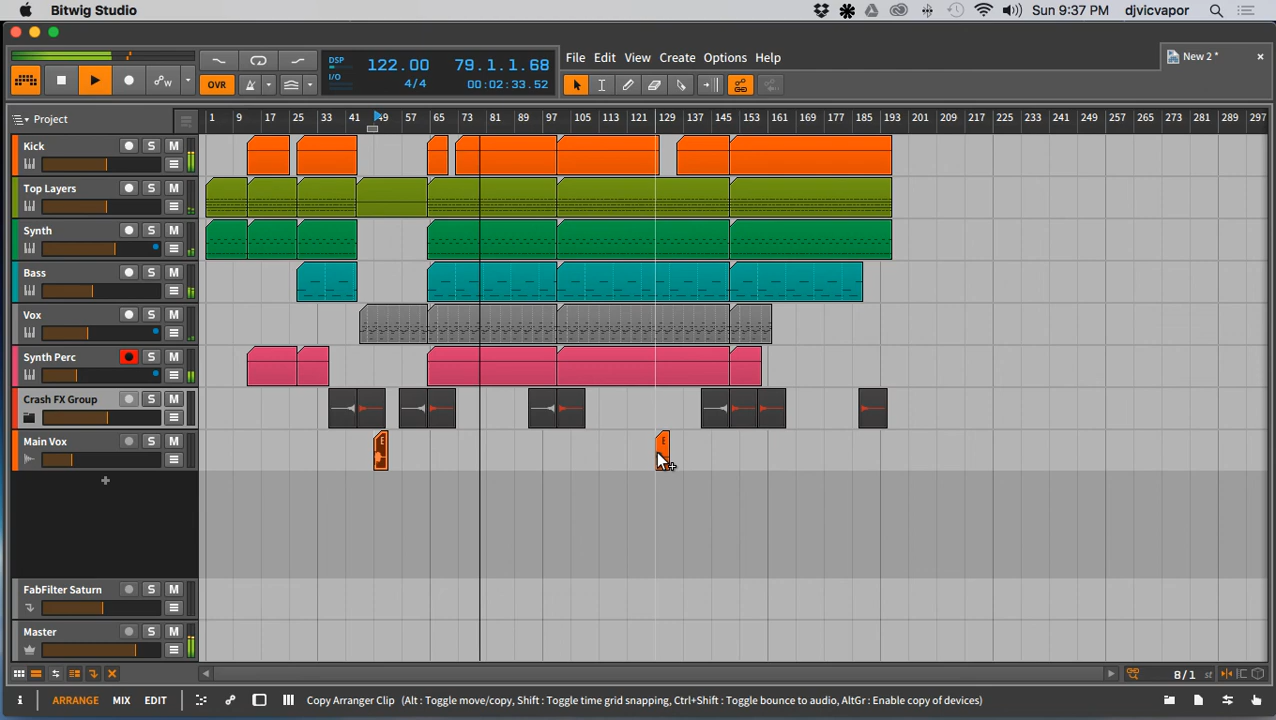 Bitwig Studio
Sun 9:37 PM djvicvapor
OVR
DSP
I/O
122.00 79.1.1.68
4/4 00:02:33.52
File Edit View Create Options Help
New 2 *
Project
1 9 17 25 33 41 49 57 65 73 81 89 97 105 113 121 129 137 145 153 161 169 177 185 193 201 209 217 225 233 241 249 257 265 273 281 289 297
Kick S M
Top Layers S M
Synth S M
Bass S M
Vox S M
Synth Perc S M
Crash FX Group S M
Main Vox S M
E E
FabFilter Saturn S M
Master S M
8/1 st
i ARRANGE MIX EDIT Copy Arranger Clip (Alt : Toggle move/copy, Shift : Toggle time grid snapping, Ctrl+Shift : Toggle bounce to audio, AltGr : Enable copy of devices)